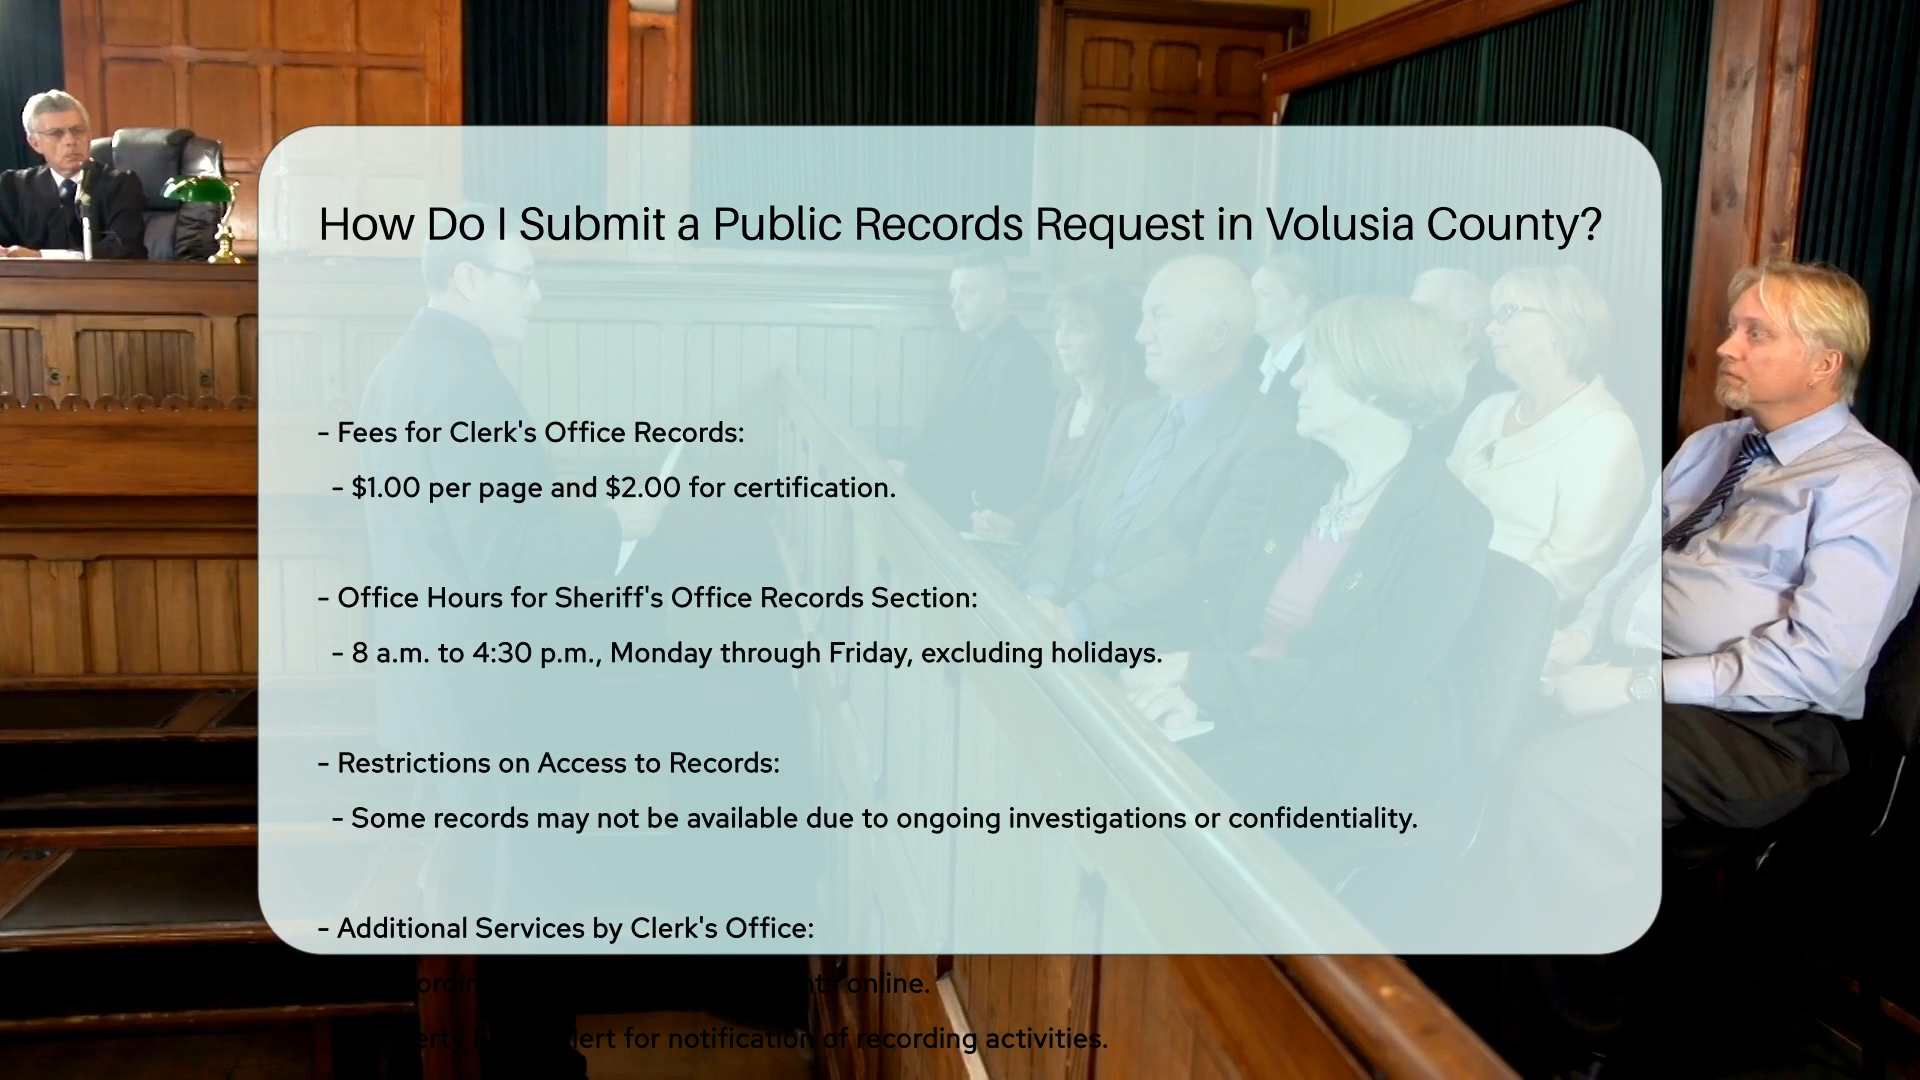 How Do I Submit a Public Records Request in Volusia County?
- Fees for Clerk's Office Records:
- $1.00 per page and $2.00 for certification.
- Office Hours for Sheriff's Office Records Section:
- 8 a.m. to 4:30 p.m., Monday through Friday, excluding holidays.
- Restrictions on Access to Records:
- Some records may not be available due to ongoing investigations or confidentiality.
- Additional Services by Clerk's Office:
online.
for notification of recording activities.